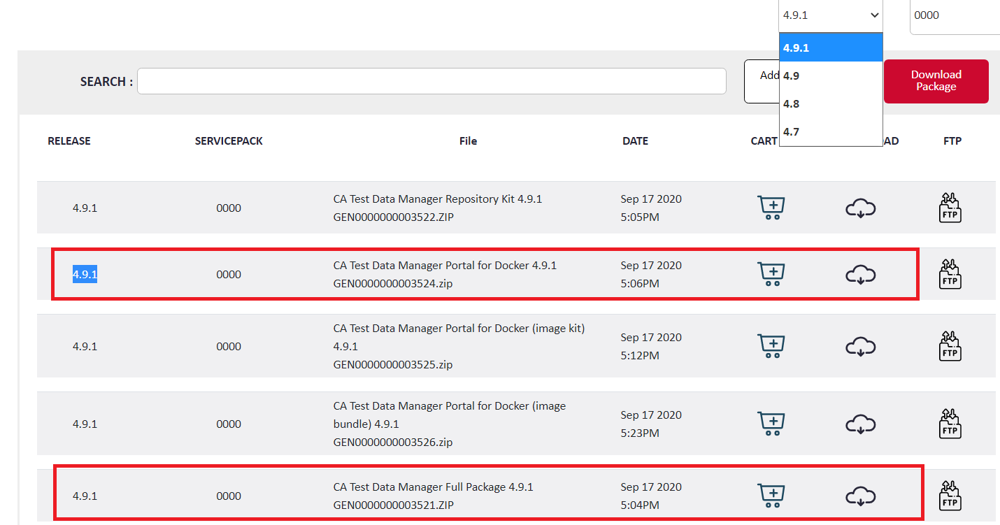 4.9.1
0000
4.9.1
4.9
4.8
4.7
SEARCH :
Add
Download
Package
RELEASE SERVICEPACK File DATE CART AD FTP
4.9.1 0000 CA Test Data Manager Repository Kit 4.9.1
GEN0000000003522.ZIP
Sep 17 2020
5:05PM
FTP
4.9.1 0000 CA Test Data Manager Portal for Docker 4.9.1
GEN0000000003524.zip
Sep 17 2020
5:06PM
FTP
4.9.1 0000 CA Test Data Manager Portal for Docker (image kit)
4.9.1
GEN0000000003525.zip
Sep 17 2020
5:12PM
FTP
4.9.1 0000 CA Test Data Manager Portal for Docker (image
bundle) 4.9.1
GEN0000000003526.zip
Sep 17 2020
5:23PM
FTP
4.9.1 0000 CA Test Data Manager Full Package 4.9.1
GEN0000000003521.ZIP
Sep 17 2020
5:04PM
FTP